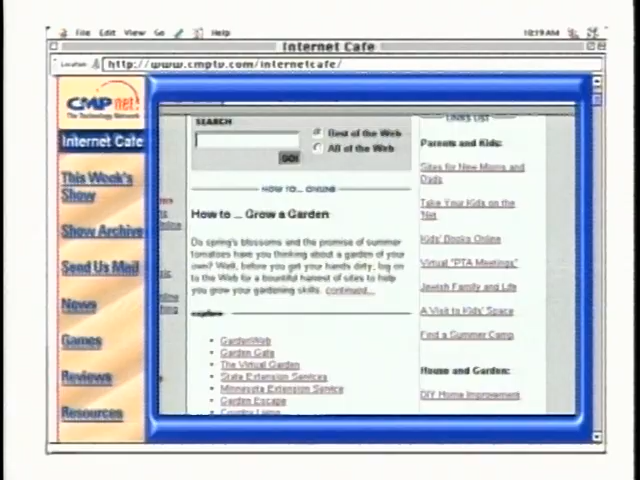 File Edit View Go Help
10:19 AM
Internet Cafe
Location
http://www.cmptv.com/internetcafe/
CMPnet
The Technology Network
Internet Cafe
This Week's
Show
Show Archive
Send Us Mail
News
Games
Reviews
Resources
SEARCH
Best of the Web
All of the Web
GO!
HOW TO... ONLINE
How to ... Grow a Garden
Do spring's blossoms and the promise of summer
tomatoes have you thinking about a garden of your
own? Well, before you get your hands dirty, log on
to the Web for a bountiful harvest of sites to help
you grow your gardening skills. continued...
explore
• GardenWeb
• Garden Gate
• The Virtual Garden
• State Extension Services
• Minnesota Extension Service
• Garden Escape
• Country Living
LINKS LIST
Parents and Kids:
Sites for New Moms and
Dads
Take Your Kids on the
Net
Kids' Books Online
Virtual "PTA Meetings"
Jewish Family and Life
A Visit to Kids' Space
Find a Summer Camp
House and Garden:
DIY Home Improvement